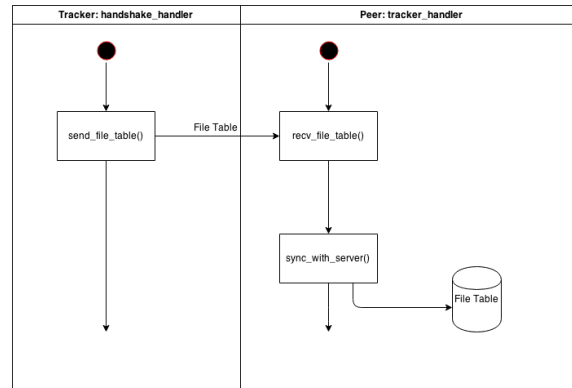 Tracker: handshake_handler
Peer: tracker_handler
send_file_table()
File Table
recv_file_table()
sync_with_server()
File Table